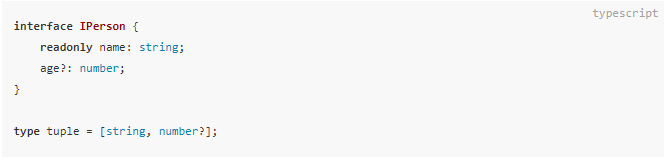 typescript
interface IPerson {
    readonly name: string;
    age?: number;
}

type tuple = [string, number?];